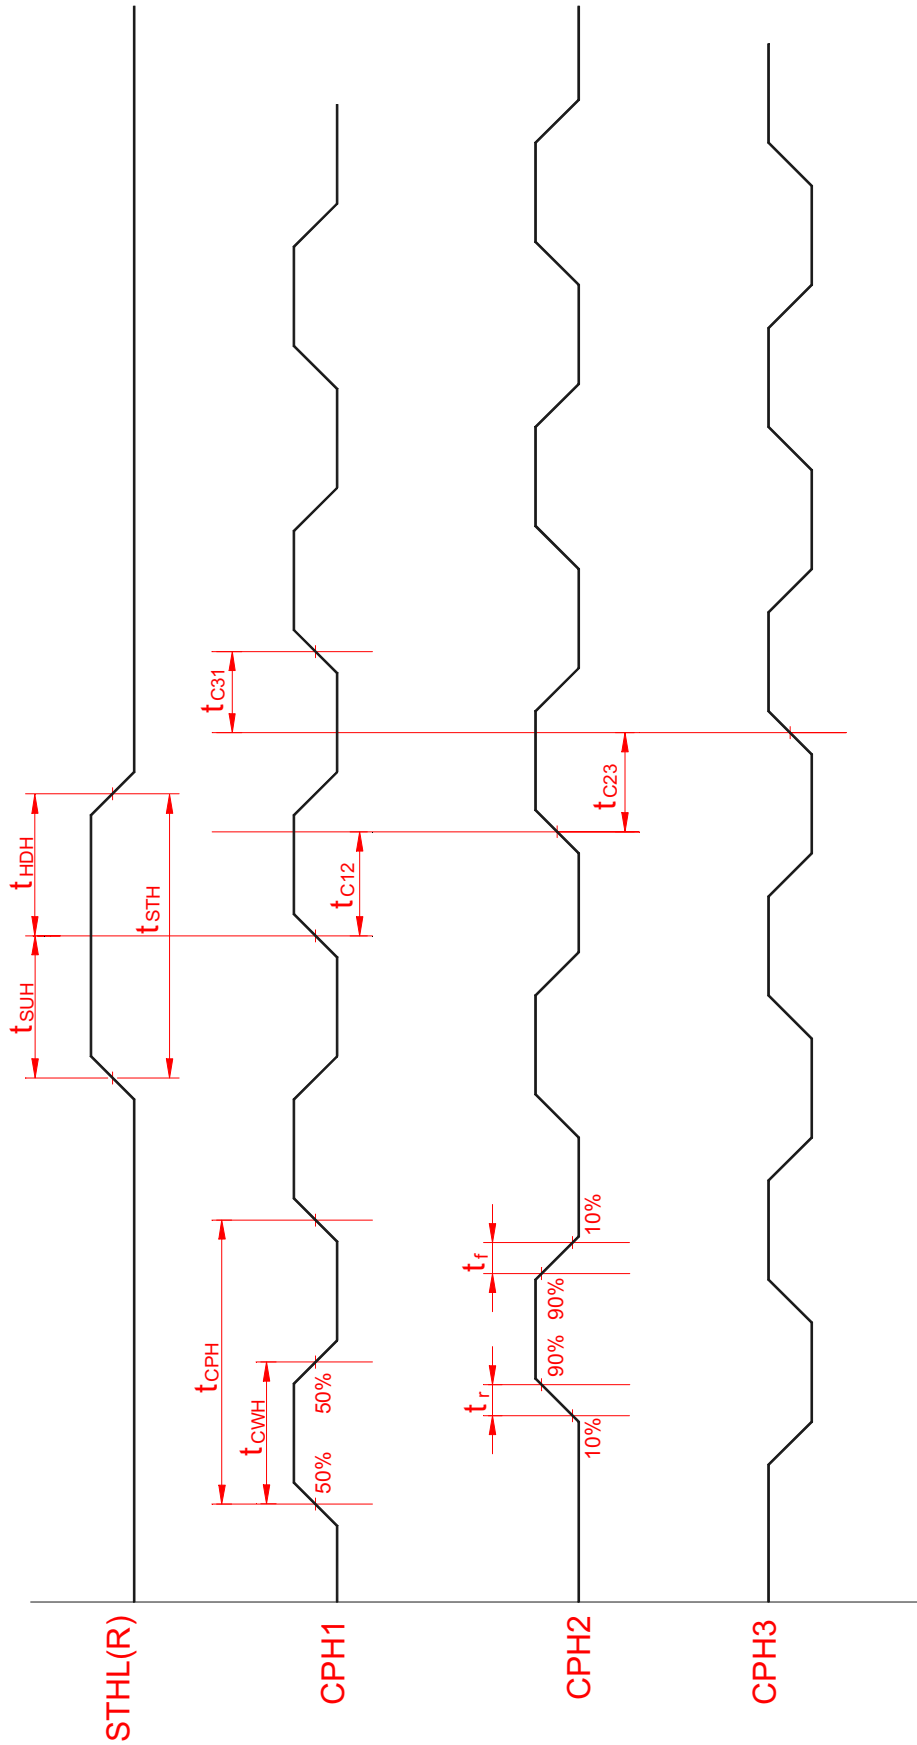 STHL(R)
tSUH
tHDH
tSTH
CPH1
tCPH
tCWH
50%
50%
tC12
tC31
CPH2
tr
tf
10%
90%
90%
10%
tC23
CPH3